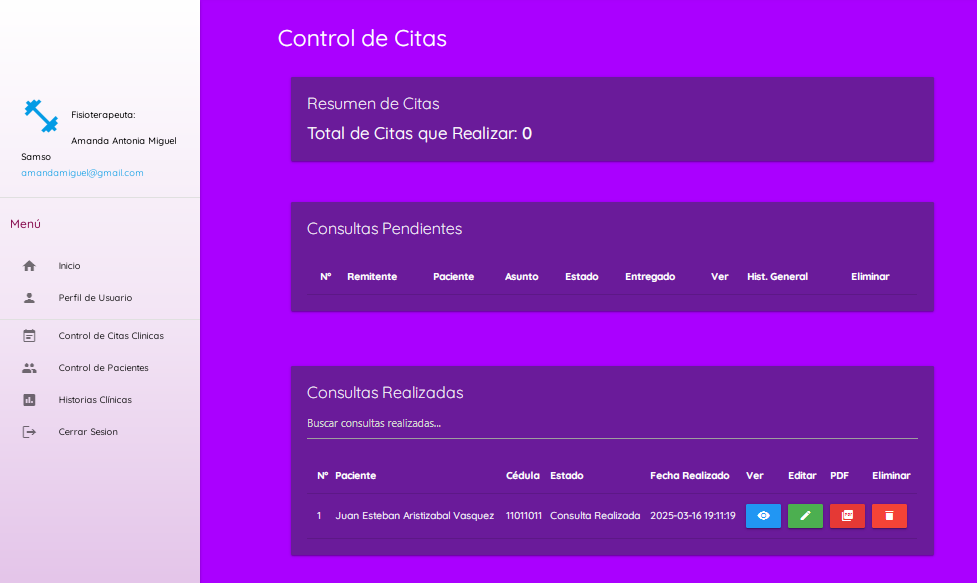 Control de Citas
Fisioterapeuta:
Amanda Antonia Miguel
Samso
amandamiguel@gmail.com
Menú
Inicio
Perfil de Usuario
Control de Citas Clinicas
Control de Pacientes
Historias Clínicas
Cerrar Sesion
Resumen de Citas
Total de Citas que Realizar: 0
Consultas Pendientes
Nº Remitente Paciente Asunto Estado Entregado Ver Hist. General Eliminar
Consultas Realizadas
Buscar consultas realizadas...
Nº Paciente Cédula Estado Fecha Realizado Ver Editar PDF Eliminar
1 Juan Esteban Aristizabal Vasquez 11011011 Consulta Realizada 2025-03-16 19:11:19